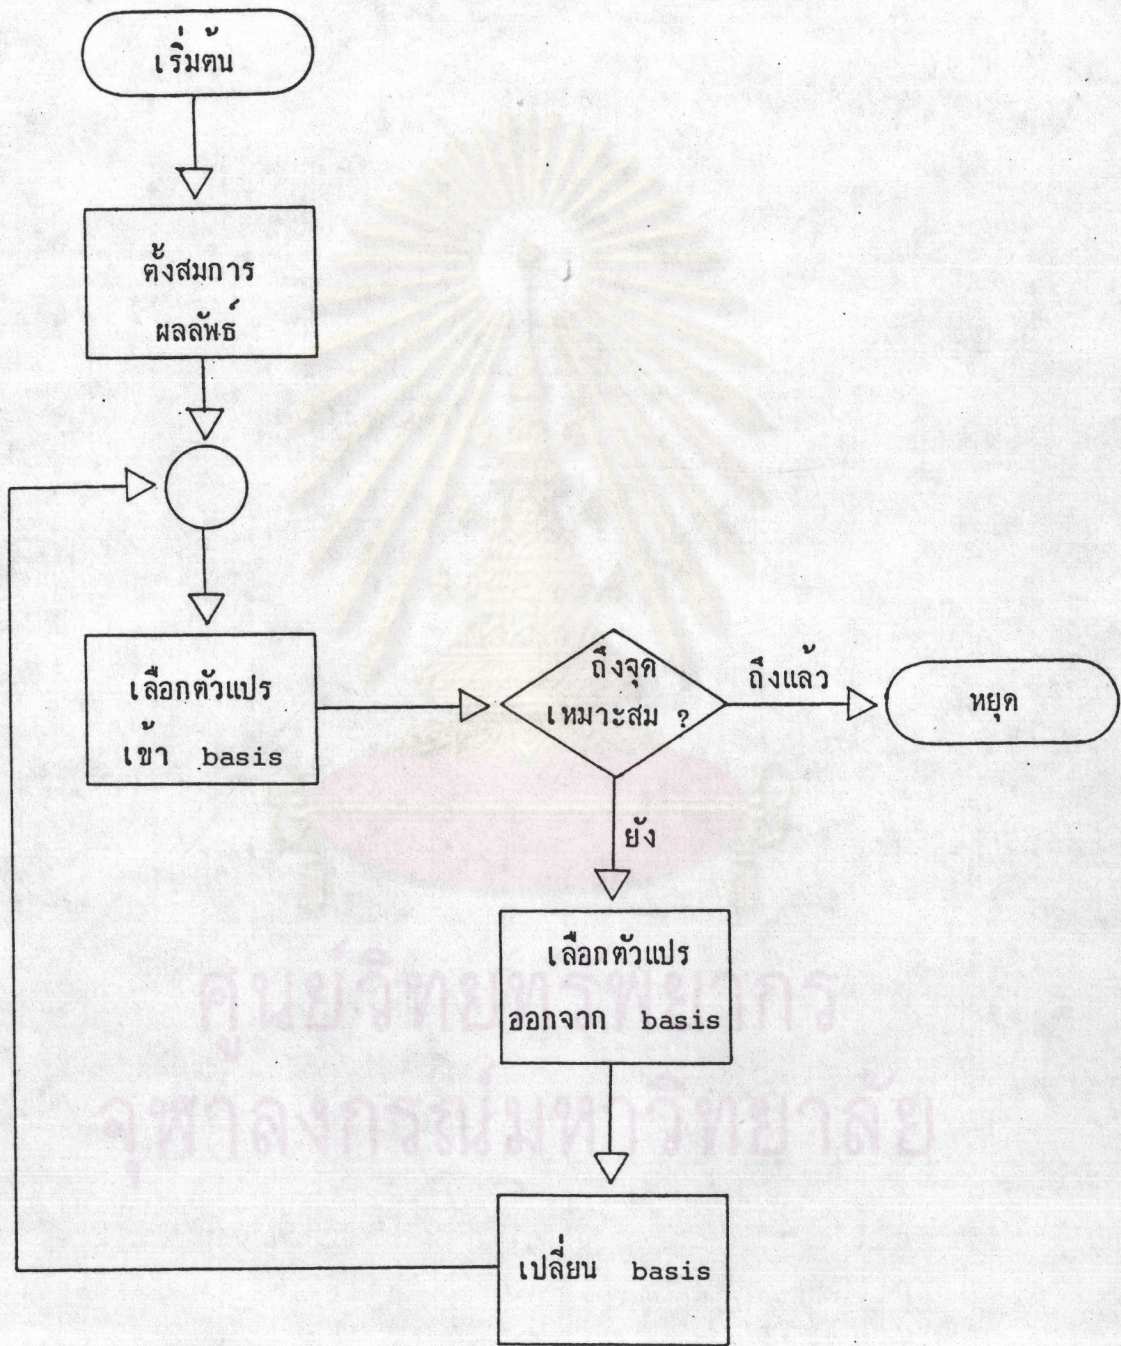 เริ่มต้น
ตั้งสมการ
ผลลัพธ์
เลือกตัวแปร
เข้า basis
ถึงจุด
เหมาะสม ?
ถึงแล้ว
หยุด
ยัง
เลือกตัวแปร
ออกจาก basis
เปลี่ยน basis
ศูนย์วิทยทรัพยากร
จุฬาลงกรณ์มหาวิทยาลัย